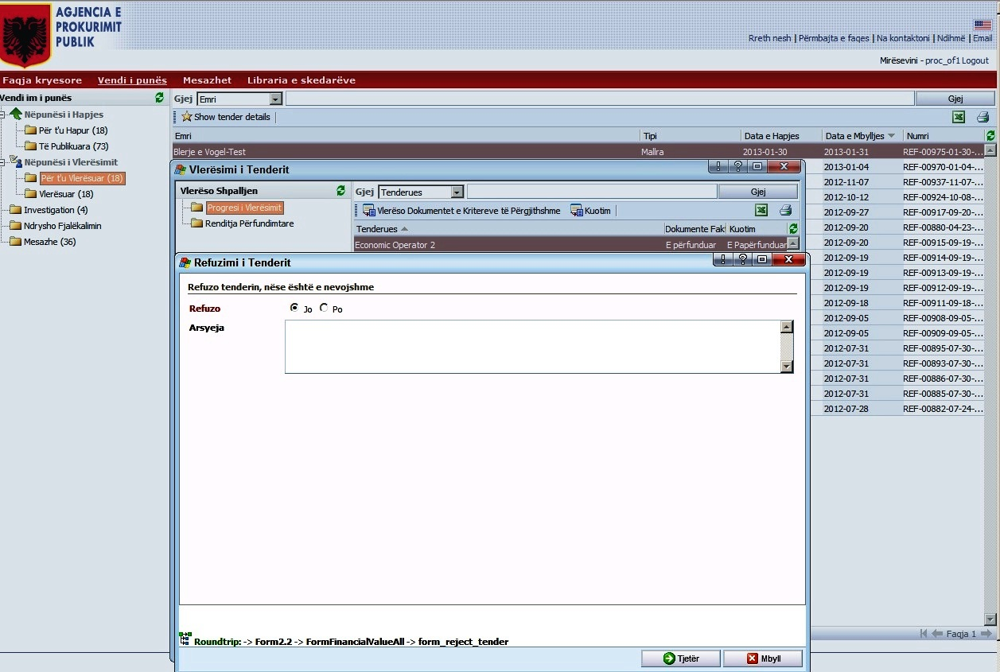 AGJENCIA E
PROKURIMIT
PUBLIK
Rreth nesh | Përmbajta e faqes | Na kontaktoni | Ndihmë | Email
Mirësevini - proc_of1 Logout
Faqja kryesore Vendi i punës Mesazhet Libraria e skedarëve
Vendi im i punës
Nëpunësi i Hapjes
Për t'u Hapur (18)
Të Publikuara (73)
Nëpunësi i Vlerësimit
Për t'u Vlerësuar (18)
Vlerësuar (18)
Investigation (4)
Ndrysho Fjalëkalimin
Mesazhe (36)
Gjej Emri Gjej
Show tender details
Emri Tipi Data e Hapjes Data e Mbylljes Numri
Blerje e Vogel-Test Mallra 2013-01-30 2013-01-31 REF-00975-01-30-...
2013-01-04 REF-00970-01-04-...
2012-11-07 REF-00937-11-07-...
2012-10-12 REF-00924-10-08-...
2012-09-27 REF-00917-09-20-...
2012-09-20 REF-00880-04-23-...
2012-09-20 REF-00915-09-19-...
2012-09-19 REF-00914-09-19-...
2012-09-19 REF-00913-09-19-...
2012-09-19 REF-00912-09-19-...
2012-09-18 REF-00911-09-18-...
2012-09-05 REF-00908-09-05-...
2012-09-05 REF-00909-09-05-...
2012-07-31 REF-00895-07-30-...
2012-07-31 REF-00893-07-30-...
2012-07-31 REF-00886-07-30-...
2012-07-31 REF-00885-07-30-...
2012-07-28 REF-00882-07-24-...
Faqja 1
Vlerësimi i Tenderit
Vlerëso Shpalljen
Progresi i Vlerësimit
Renditja Përfundimtare
Gjej Tenderues Gjej
Vlerëso Dokumentet e Kritereve të Përgjithshme Kuotim
Tenderues Dokumente Fakt Kuotim
Economic Operator 2 E përfunduar E Papërfunduar
Refuzimi i Tenderit
Refuzo tenderin, nëse është e nevojshme
Refuzo Jo Po
Arsyeja
Roundtrip: -> Form2.2 -> FormFinancialValueAll -> form_reject_tender
Tjetër Mbyll